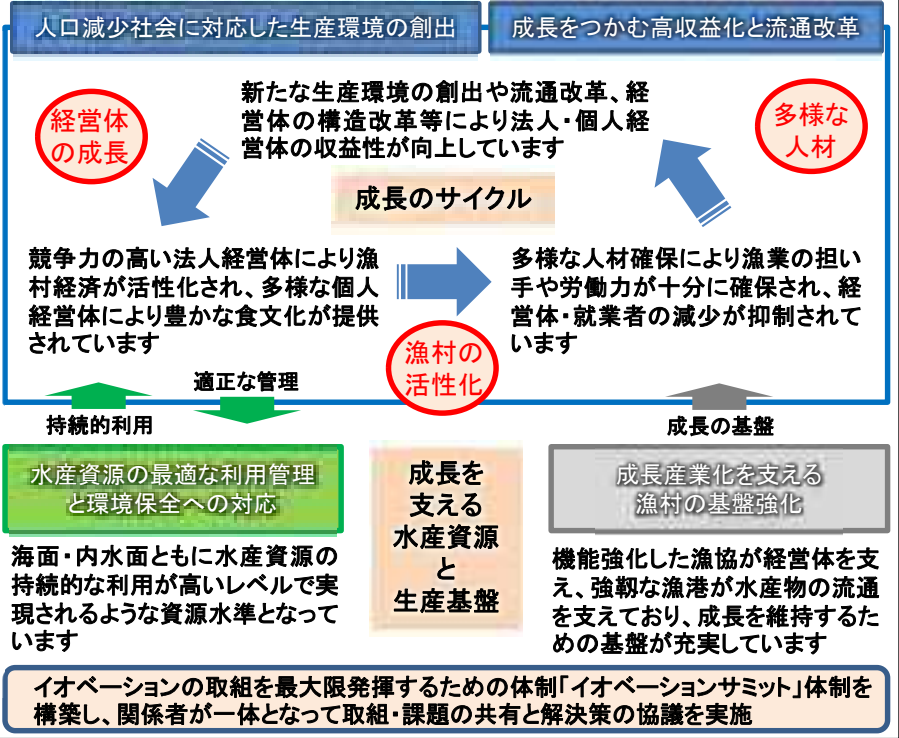 人口減少社会に対応した生産環境の創出
成長をつかむ高収益化と流通改革
新たな生産環境の創出や流通改革、経
営体の構造改革等により法人・個人経
営体の収益性が向上しています
経営体
の成長
多様な
人材
成長のサイクル
競争力の高い法人経営体により漁
村経済が活性化され、多様な個人
経営体により豊かな食文化が提供
されています
多様な人材確保により漁業の担い
手や労働力が十分に確保され、経
営体・就業者の減少が抑制されて
います
漁村の
活性化
持続的利用
適正な管理
成長の基盤
水産資源の最適な利用管理
と環境保全への対応
海面・内水面ともに水産資源の
持続的な利用が高いレベルで実
現されるような資源水準となって
います
成長を
支える
水産資源
と
生産基盤
成長産業化を支える
漁村の基盤強化
機能強化した漁協が経営体を支
え、強靱な漁港が水産物の流通
を支えており、成長を維持するた
めの基盤が充実しています
イオベーションの取組を最大限発揮するための体制「イオベーションサミット」体制を
構築し、関係者が一体となって取組・課題の共有と解決策の協議を実施